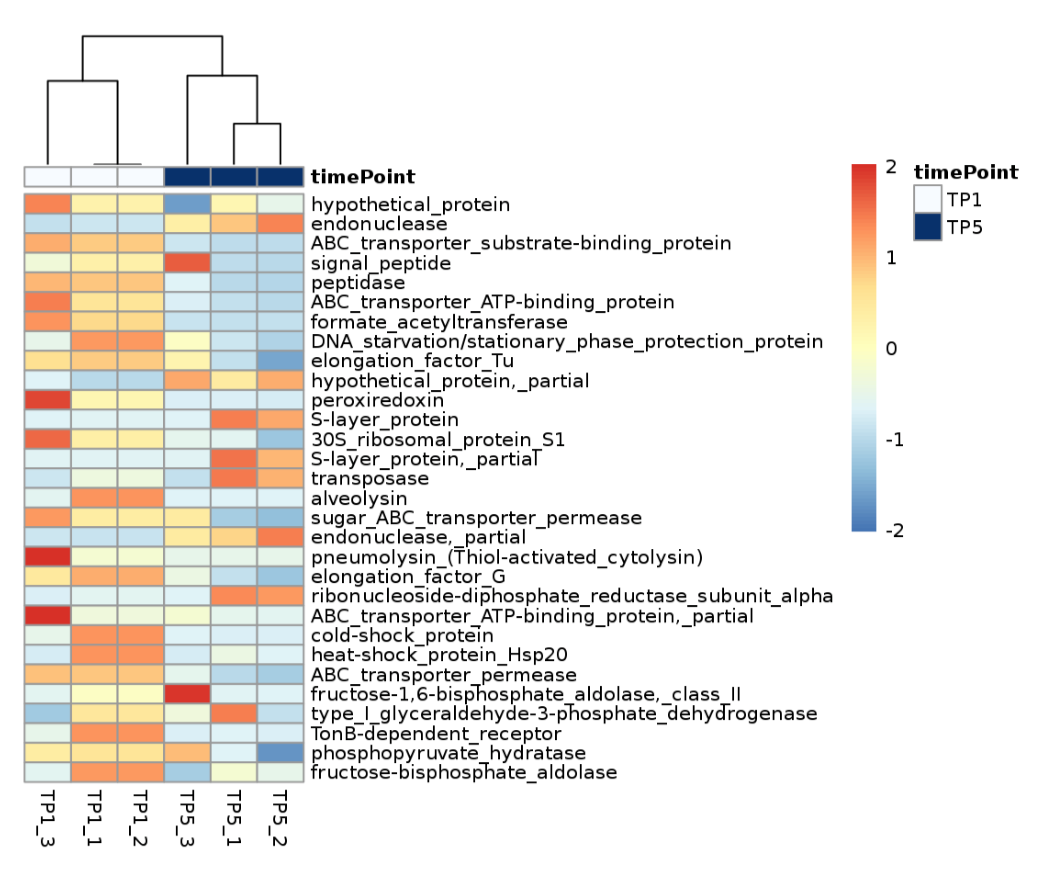 timePoint
hypothetical_protein
endonuclease
ABC_transporter_substrate-binding_protein
signal_peptide
peptidase
ABC_transporter_ATP-binding_protein
formate_acetyltransferase
DNA_starvation/stationary_phase_protection_protein
elongation_factor_Tu
hypothetical_protein,_partial
peroxiredoxin
S-layer_protein
30S_ribosomal_protein_S1
S-layer_protein,_partial
transposase
alveolysin
sugar_ABC_transporter_permease
endonuclease,_partial
pneumolysin_(Thiol-activated_cytolysin)
elongation_factor_G
ribonucleoside-diphosphate_reductase_subunit_alpha
ABC_transporter_ATP-binding_protein,_partial
cold-shock_protein
heat-shock_protein_Hsp20
ABC_transporter_permease
fructose-1,6-bisphosphate_aldolase,_class_II
type_I_glyceraldehyde-3-phosphate_dehydrogenase
TonB-dependent_receptor
phosphopyruvate_hydratase
fructose-bisphosphate_aldolase
TP1_3
TP1_1
TP1_2
TP5_3
TP5_1
TP5_2
2
1
0
-1
-2
timePoint
TP1
TP5